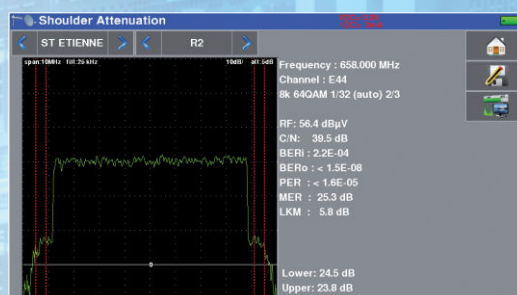 Shoulder Attenuation
ST ETIENNE
R2
span:10MHz filt:25 kHz 10dB/ att:5dB
Frequency : 658.000 MHz
Channel : E44
8k 64QAM 1/32 (auto) 2/3
RF: 56.4 dBµV
C/N: 39.5 dB
BERi : 2.2E-04
BERo : < 1.5E-08
PER : < 1.6E-05
MER : 25.3 dB
LKM : 5.8 dB
Lower: 24.5 dB
Upper: 23.8 dB